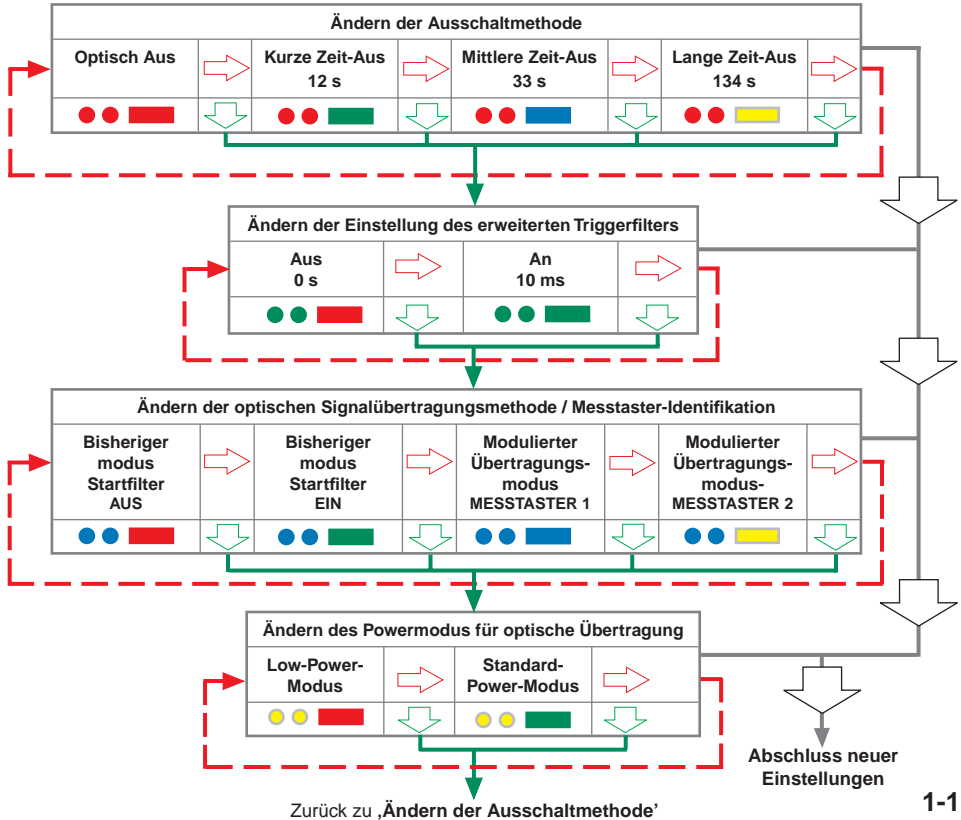 Ändern der Ausschaltmethode
Optisch Aus
Kurze Zeit-Aus
12 s
Mittlere Zeit-Aus
33 s
Lange Zeit-Aus
134 s
Ändern der Einstellung des erweiterten Triggerfilters
Aus
0 s
An
10 ms
Ändern der optischen Signalübertragungsmethode / Messtaster-Identifikation
Bisheriger
modus
Startfilter
AUS
Bisheriger
modus
Startfilter
EIN
Modulierter
Übertragungs-
modus
MESSTASTER 1
Modulierter
Übertragungs-
modus-
MESSTASTER 2
Ändern des Powermodus für optische Übertragung
Low-Power-
Modus
Standard-
Power-Modus
Abschluss neuer
Einstellungen
Zurück zu ‚Ändern der Ausschaltmethode’
1-1